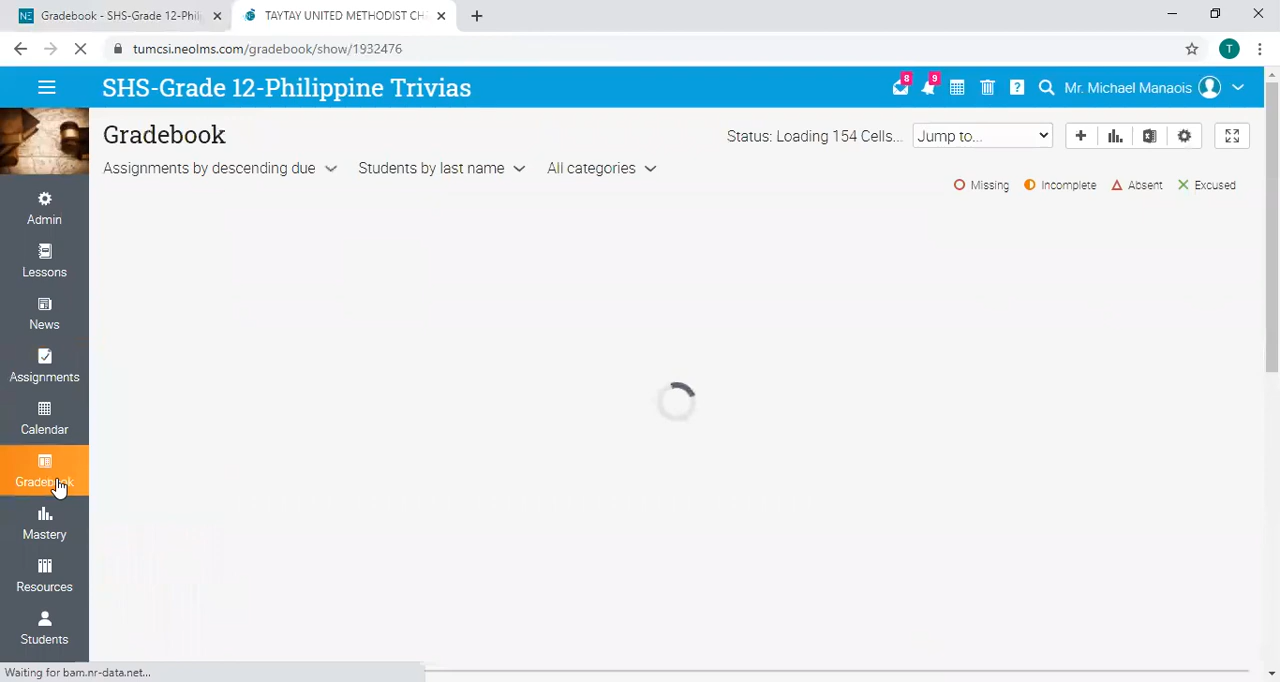 Gradebook - SHS-Grade 12-Phili
TAYTAY UNITED METHODIST CH
tumcsi.neolms.com/gradebook/show/1932476
T
SHS-Grade 12-Philippine Trivias
8
9
Mr. Michael Manaois
Gradebook
Status: Loading 154 Cells...
Jump to...
Assignments by descending due
Students by last name
All categories
Missing
Incomplete
Absent
Excused
Admin
Lessons
News
Assignments
Calendar
Gradebook
Mastery
Resources
Students
Waiting for bam.nr-data.net...